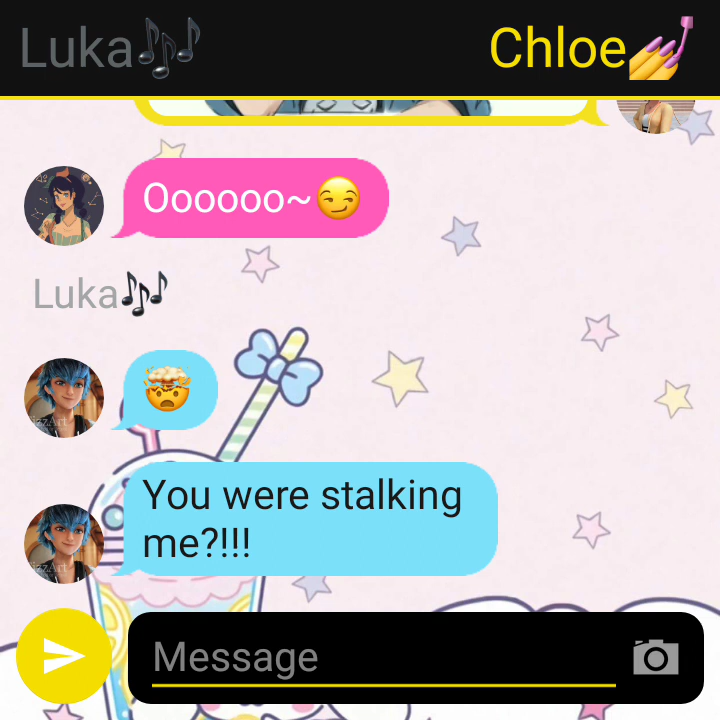 Luka🎶
Chloe💅
Oooooo~😏
Luka🎶
🤯
You were stalking
me?!!!
Message